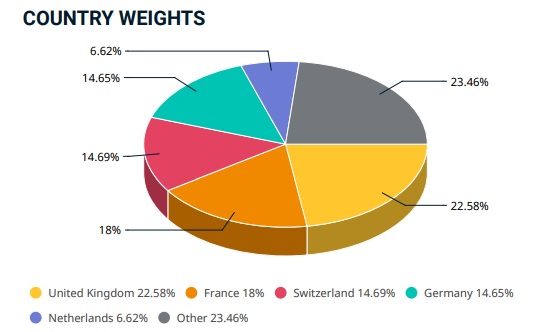 COUNTRY WEIGHTS
6.62%
14.65%
23.46%
14.69%
22.58%
18%
United Kingdom 22.58% France 18% Switzerland 14.69% Germany 14.65%
Netherlands 6.62% Other 23.46%